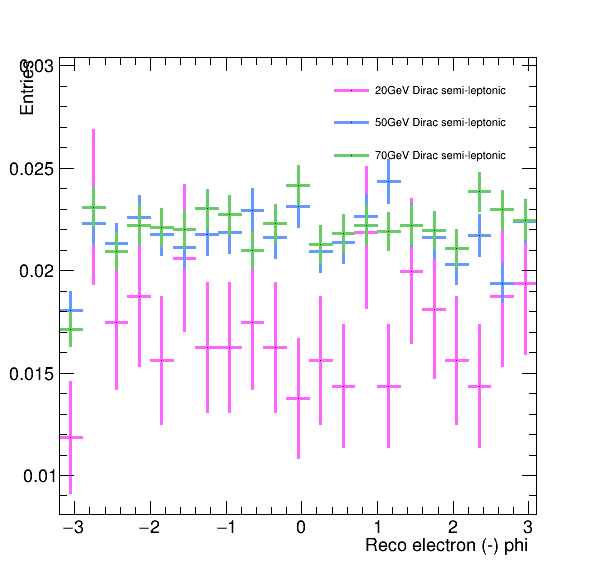 0.03
Entries
20GeV Dirac semi-leptonic
50GeV Dirac semi-leptonic
70GeV Dirac semi-leptonic
0.025
0.02
0.015
0.01
−3 −2 −1 0 1 2 3
Reco electron (-) phi